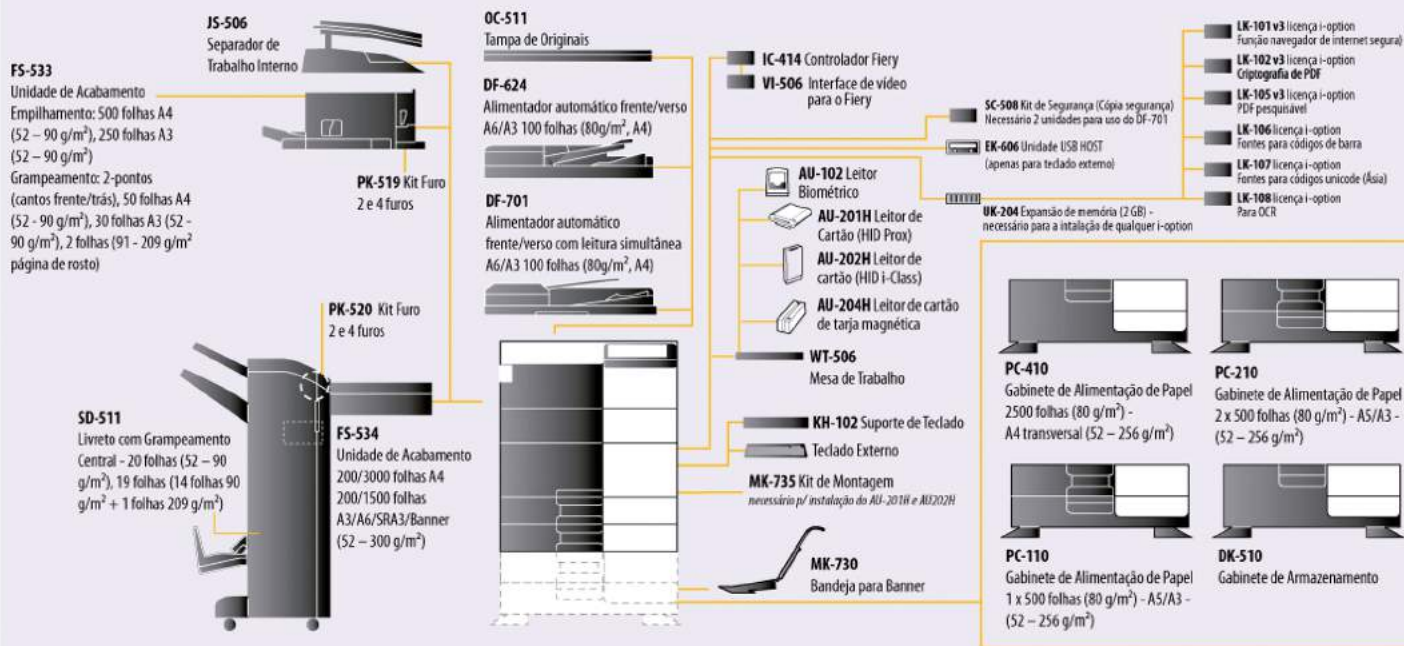 JS-506
Separador de
Trabalho Interno
FS-533
Unidade de Acabamento
Empilhamento: 500 folhas A4
(52 – 90 g/m²), 250 folhas A3
(52 – 90 g/m²)
Grampeamento: 2-pontos
(cantos frente/trás), 50 folhas A4
(52 - 90 g/m²), 30 folhas A3 (52 -
90 g/m²), 2 folhas (91 - 209 g/m²
página de rosto)
PK-519 Kit Furo
2 e 4 furos
PK-520 Kit Furo
2 e 4 furos
SD-511
Livreto com Grampeamento
Central - 20 folhas (52 – 90
g/m²), 19 folhas (14 folhas 90
g/m² + 1 folhas 209 g/m²)
FS-534
Unidade de Acabamento
200/3000 folhas A4
200/1500 folhas
A3/A6/SRA3/Banner
(52 – 300 g/m²)
OC-511
Tampa de Originais
DF-624
Alimentador automático frente/verso
A6/A3 100 folhas (80g/m², A4)
DF-701
Alimentador automático
frente/verso com leitura simultânea
A6/A3 100 folhas (80g/m², A4)
IC-414 Controlador Fiery
VI-506 Interface de vídeo
para o Fiery
AU-102 Leitor
Biométrico
AU-201H Leitor de
Cartão (HID Prox)
AU-202H Leitor de
cartão (HID i-Class)
AU-204H Leitor de cartão
de tarja magnética
WT-506
Mesa de Trabalho
KH-102 Suporte de Teclado
Teclado Externo
MK-735 Kit de Montagem
necessário p/ instalação do AU-201H e AU202H
MK-730
Bandeja para Banner
SC-508 Kit de Segurança (Cópia segurança)
Necessário 2 unidades para uso do DF-701
EK-606 Unidade USB HOST
(apenas para teclado externo)
UK-204 Expansão de memória (2 GB) -
necessário para a intalação de qualquer i-option
LK-101 v3 licença i-option
Função navegador de internet segura)
LK-102 v3 licença i-option
Criptografia de PDF
LK-105 v3 licença i-option
PDF pesquisável
LK-106 licença i-option
Fontes para códigos de barra
LK-107 licença i-option
Fontes para códigos unicode (Ásia)
LK-108 licença i-option
Para OCR
PC-410
Gabinete de Alimentação de Papel
2500 folhas (80 g/m²) -
A4 transversal (52 – 256 g/m²)
PC-210
Gabinete de Alimentação de Papel
2 x 500 folhas (80 g/m²) - A5/A3 -
(52 – 256 g/m²)
PC-110
Gabinete de Alimentação de Papel
1 x 500 folhas (80 g/m²) - A5/A3 -
(52 – 256 g/m²)
DK-510
Gabinete de Armazenamento